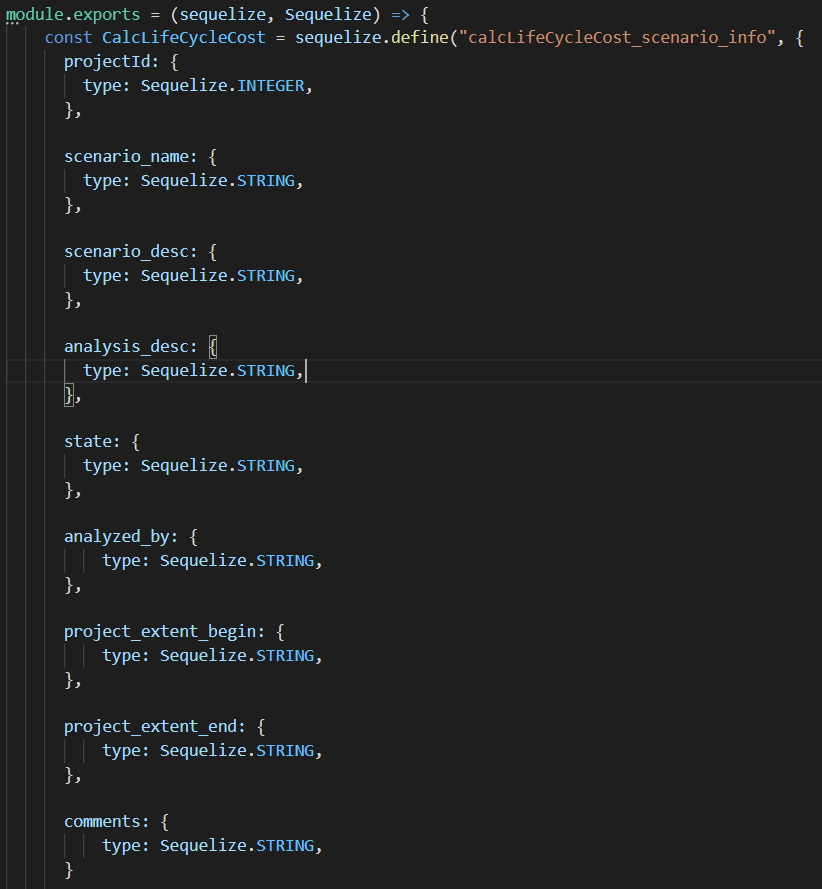 module.exports = (sequelize, Sequelize) => {
const CalcLifeCycleCost = sequelize.define("calcLifeCycleCost_scenario_info", {
projectId: {
type: Sequelize.INTEGER,
},
scenario_name: {
type: Sequelize.STRING,
},
scenario_desc: {
type: Sequelize.STRING,
},
analysis_desc: {
type: Sequelize.STRING,
},
state: {
type: Sequelize.STRING,
},
analyzed_by: {
type: Sequelize.STRING,
},
project_extent_begin: {
type: Sequelize.STRING,
},
project_extent_end: {
type: Sequelize.STRING,
},
comments: {
type: Sequelize.STRING,
}